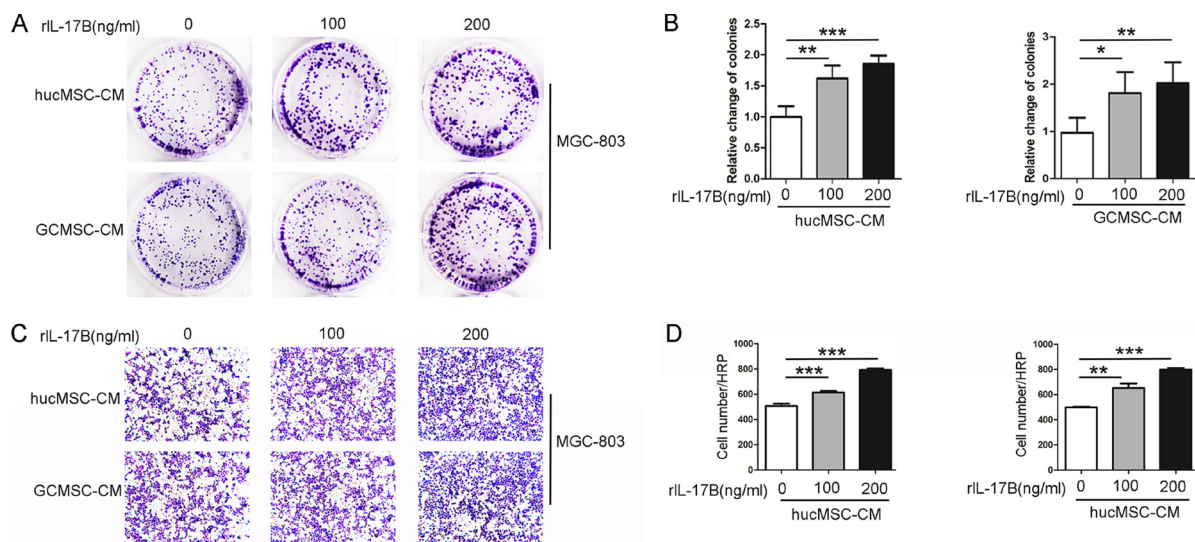 A
rIL-17B(ng/ml)
0
100
200
hucMSC-CM
GCMSC-CM
MGC-803
B
Relative change of colonies
2.0
1.5
1.0
0.5
0.0
**
***
rIL-17B(ng/ml)
0
100
200
hucMSC-CM
Relative change of colonies
3
2
1
0
*
**
rIL-17B(ng/ml)
0
100
200
GCMSC-CM
C
rIL-17B(ng/ml)
0
100
200
hucMSC-CM
GCMSC-CM
MGC-803
D
Cell number/HRP
1000
800
600
400
200
0
***
***
rIL-17B(ng/ml)
0
100
200
hucMSC-CM
Cell number/HRP
1000
800
600
400
200
0
**
***
rIL-17B(ng/ml)
0
100
200
hucMSC-CM